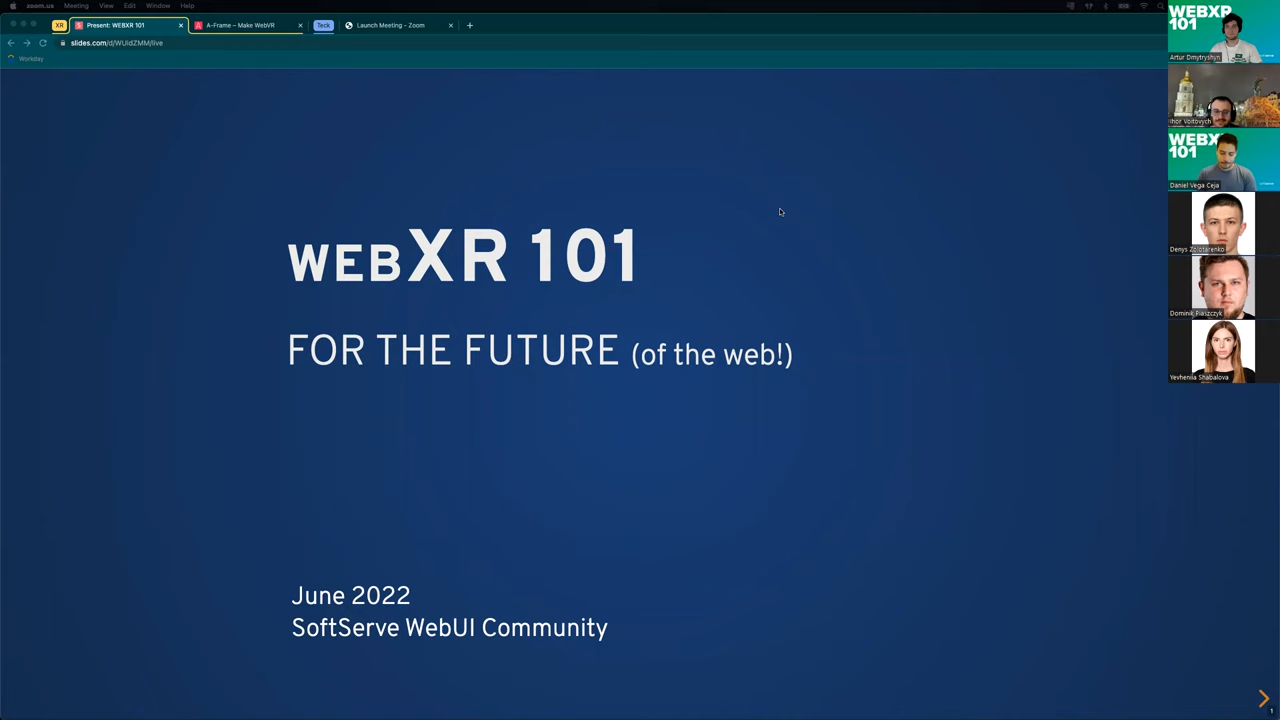 zoom.us Meeting View Edit Window Help
XR Present: WEBXR 101 A-Frame – Make WebVR Teck Launch Meeting - Zoom
slides.com/d/WUidZMM/live
Workday
WEBXR 101
FOR THE FUTURE (of the web!)
June 2022
SoftServe WebUI Community
WEBXR
101
Artur Dmytryshyn
Ihor Voitovych
WEBXR
101
Daniel Vega Ceja
Denys Zolotarenko
Dominik Piaszczyk
Yevheniia Shabalova
1